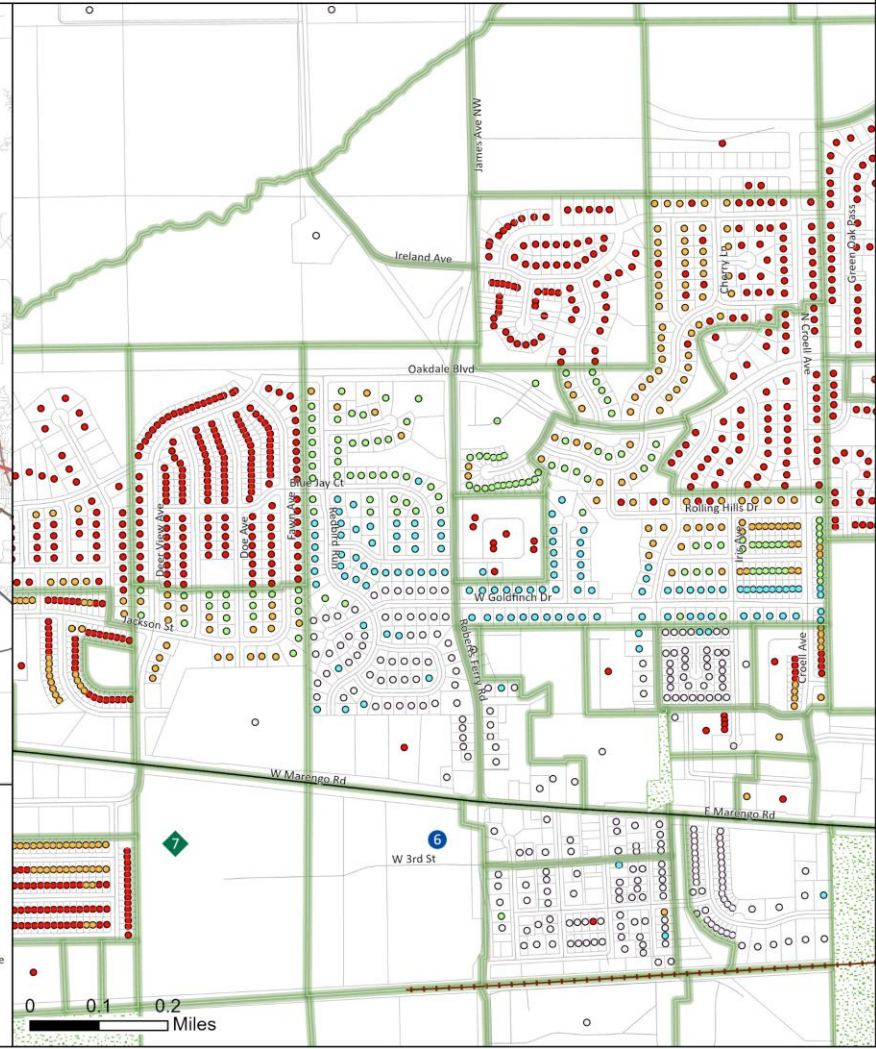 James Ave NW
Green Oak Pass
Ireland Ave
Cherry Ln
N Croell Ave
Oakdale Blvd
Blue Jay Ct
Deer View Ave
Doe Ave
Fawn Ave
Redbird Run
Rolling Hills Dr
Iris Ave
W Goldfinch Dr
Jackson St
Roberts Ferry Rd
Croell Ave
W Marengo Rd
E Marengo Rd
7
6
W 3rd St
e
0 0.1 0.2
Miles